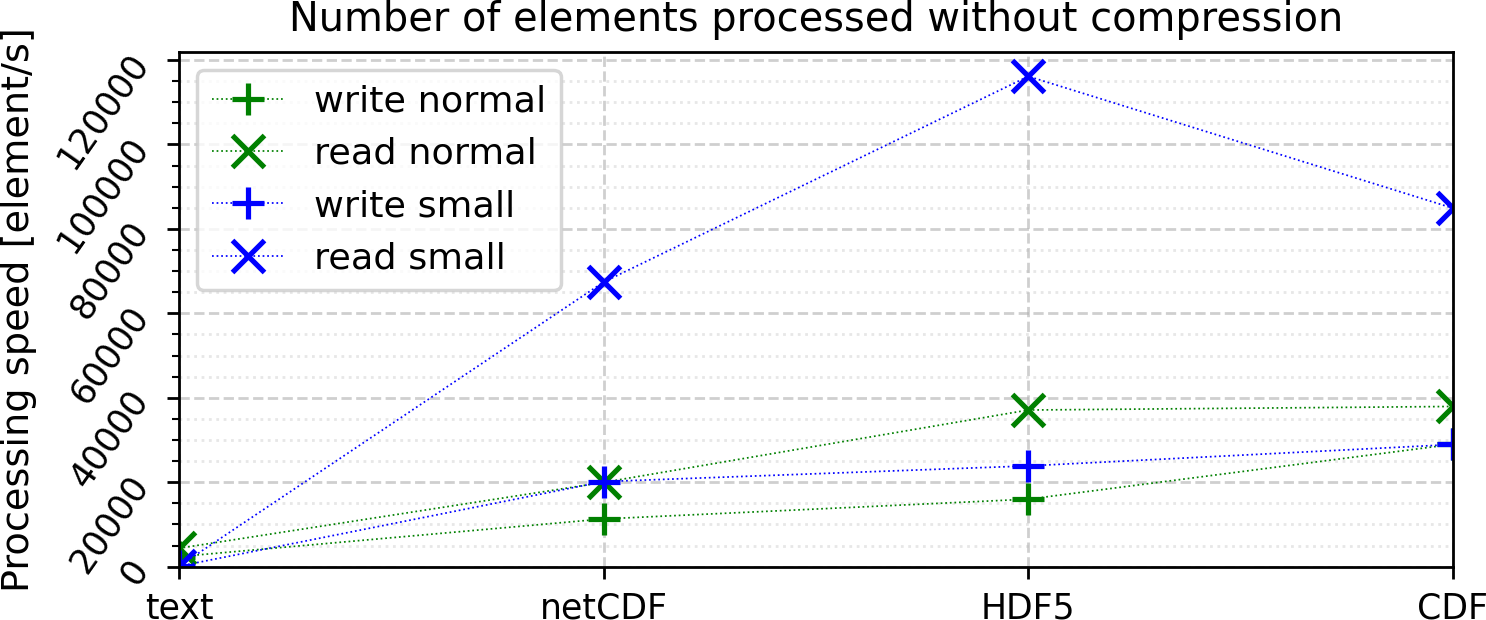 Number of elements processed without compression
Processing speed [element/s]
120000
100000
80000
60000
40000
20000
0
write normal
read normal
write small
read small
text
netCDF
HDF5
CDF